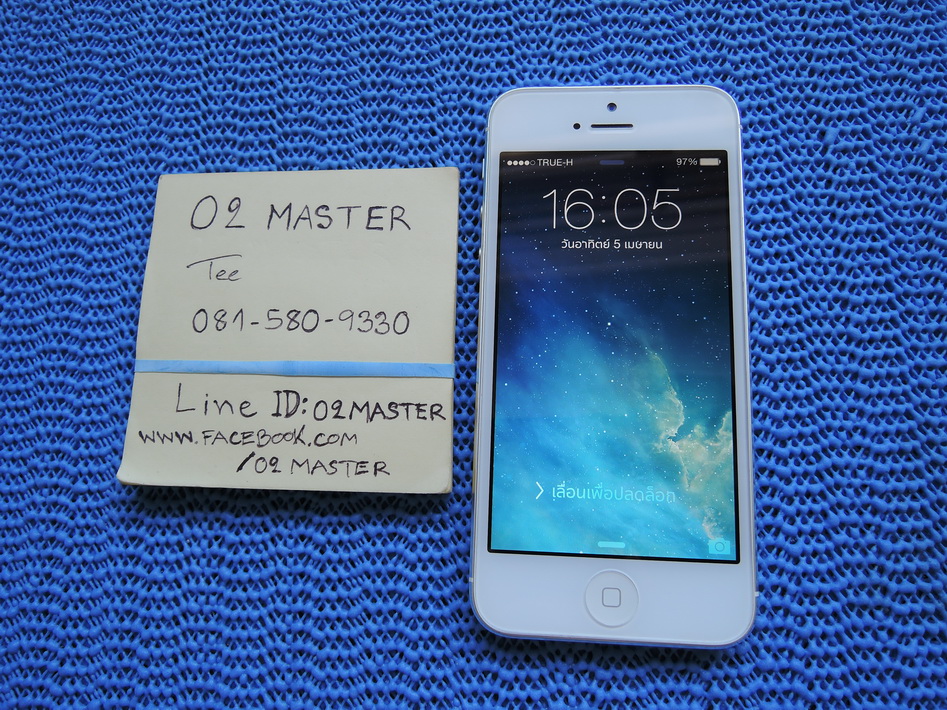 O2 MASTER
Tee
081-580-9330
Line ID: O2MASTER
WWW.FACEBOOK.COM
/O2 MASTER
TRUE-H
97%
16:05
วันอาทิตย์ 5 เมษายน
เลื่อนเพื่อปลดล็อก